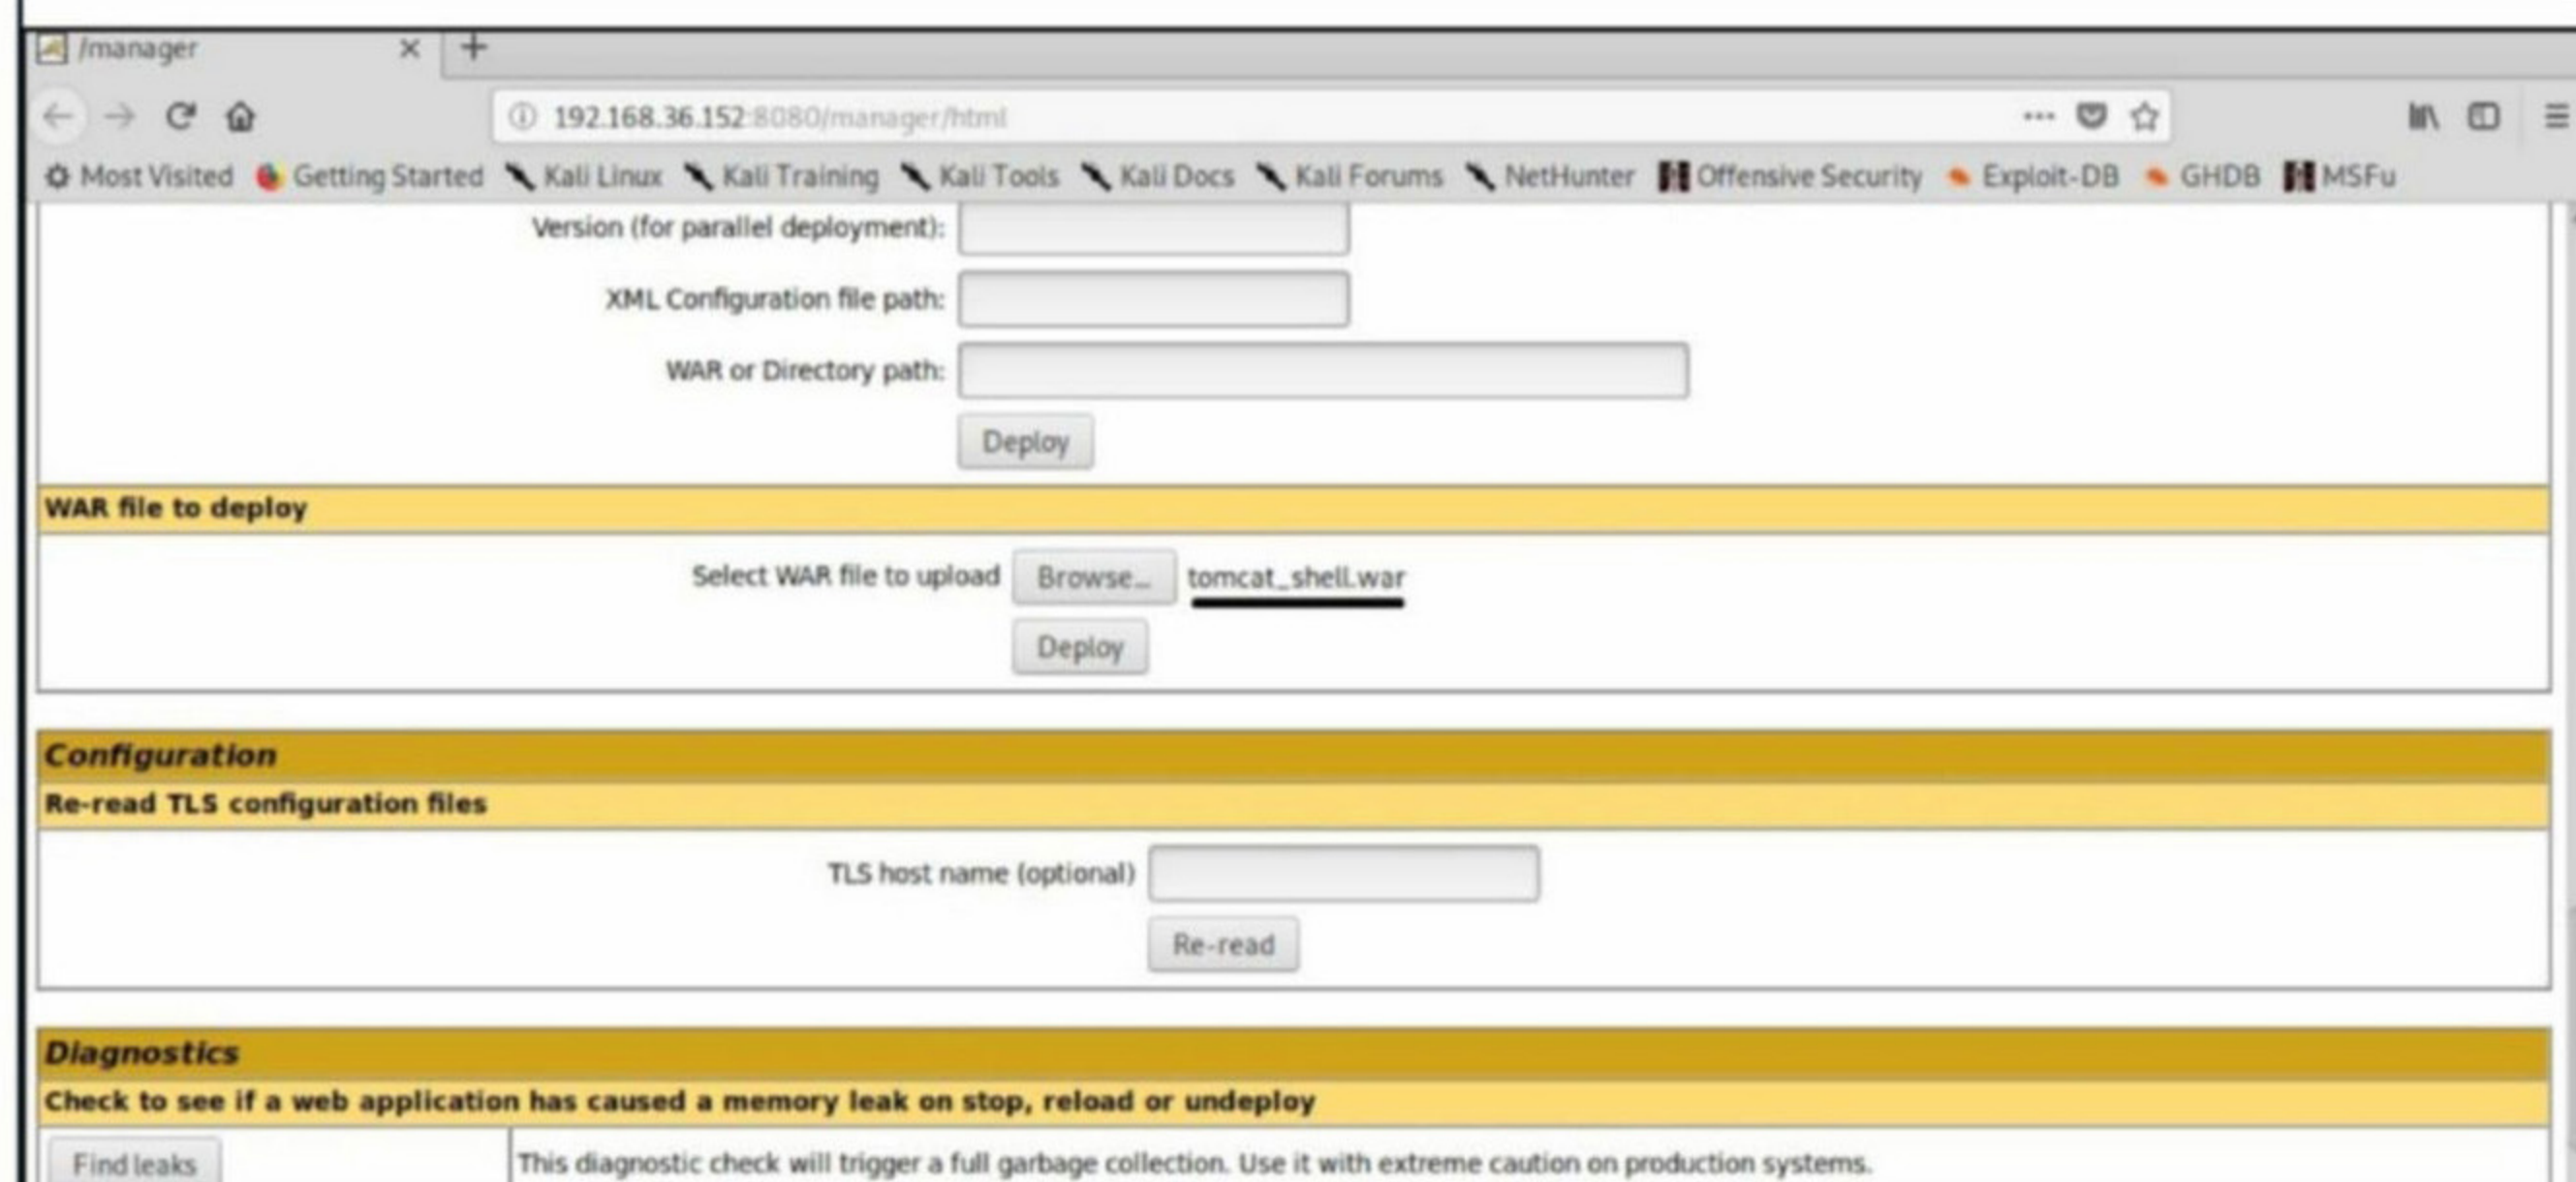 /manager
192.168.36.152:8080/manager/html
Most Visited Getting Started Kali Linux Kali Training Kali Tools Kali Docs Kali Forums NetHunter Offensive Security Exploit-DB GHDB MSFu
Version (for parallel deployment):
XML Configuration file path:
WAR or Directory path:
Deploy
WAR file to deploy
Select WAR file to upload Browse... tomcat_shell.war
Deploy
Configuration
Re-read TLS configuration files
TLS host name (optional)
Re-read
Diagnostics
Check to see if a web application has caused a memory leak on stop, reload or undeploy
Find leaks This diagnostic check will trigger a full garbage collection. Use it with extreme caution on production systems.